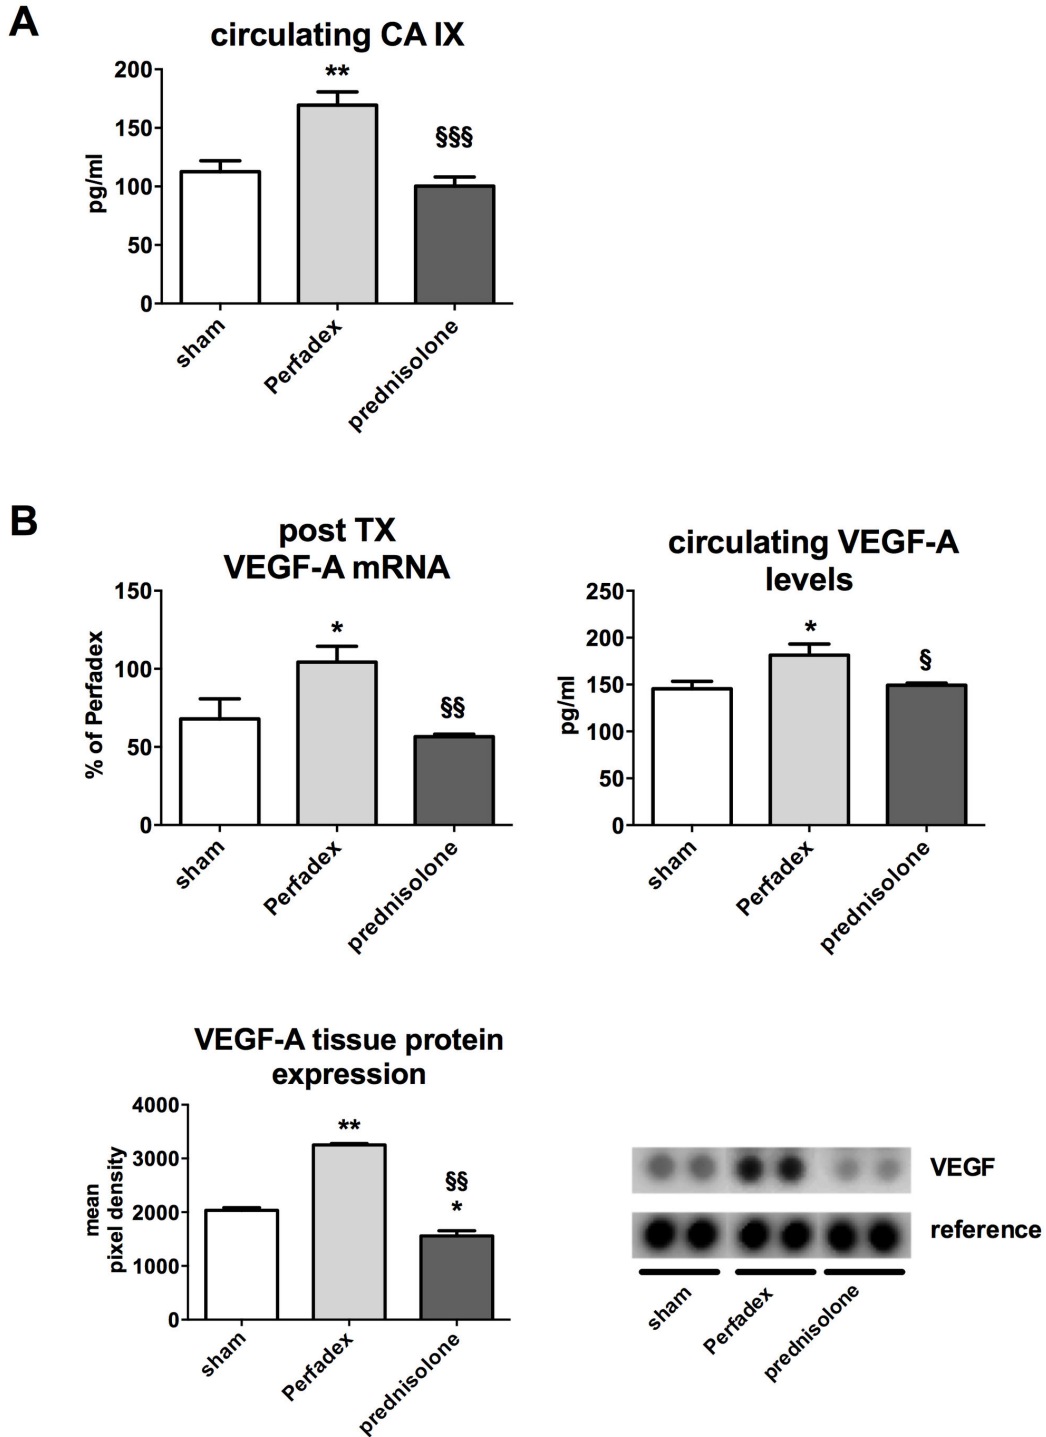 A
circulating CA IX
200
150
100
50
0
pg/ml
**
§§§
sham
Perfadex
prednisolone
B
post TX
VEGF-A mRNA
150
100
50
0
% of Perfadex
*
§§
sham
Perfadex
prednisolone
circulating VEGF-A
levels
250
200
150
100
50
0
pg/ml
*
§
sham
Perfadex
prednisolone
VEGF-A tissue protein
expression
4000
3000
2000
1000
0
mean
pixel density
**
§§
*
sham
Perfadex
prednisolone
VEGF
reference
sham
Perfadex
prednisolone